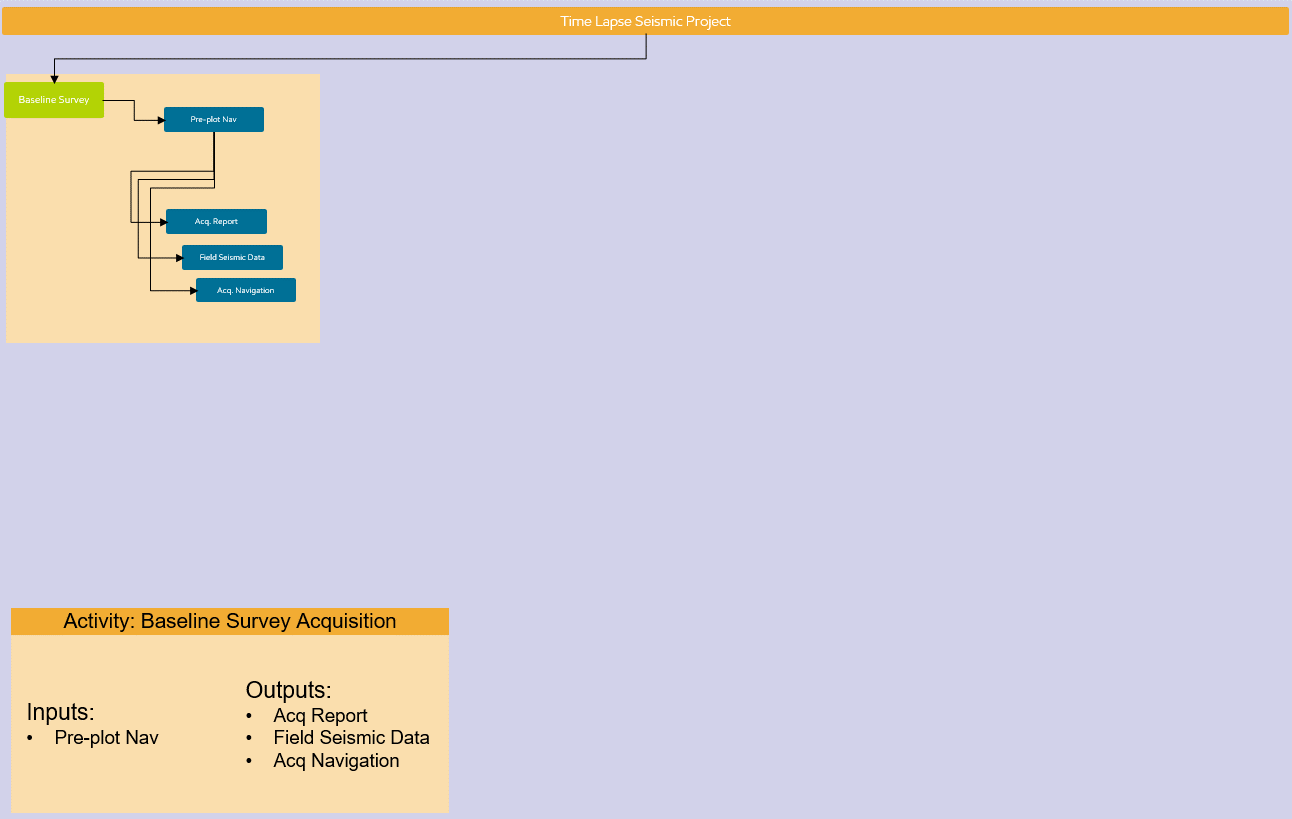 Time Lapse Seismic Project
Baseline Survey
Pre-plot Nav
Acq. Report
Field Seismic Data
Acq. Navigation
Activity: Baseline Survey Acquisition
Inputs:
• Pre-plot Nav
Outputs:
• Acq Report
• Field Seismic Data
• Acq Navigation